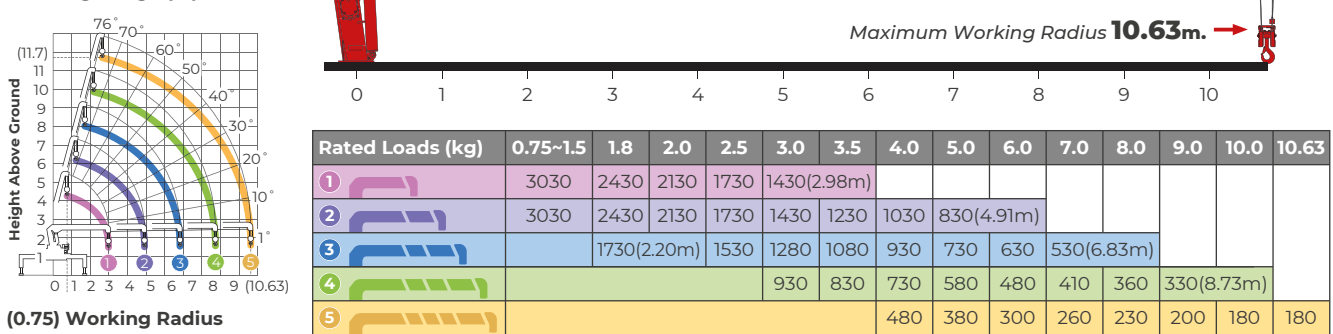 76˚
70˚
60˚
50˚
40˚
30˚
20˚
10˚
1˚
Height Above Ground
(11.7)
11
10
9
8
7
6
5
4
3
2
1
1 2 3 4 5
0 1 2 3 4 5 6 7 8 9 (10.63)
(0.75) Working Radius
Maximum Working Radius 10.63m.
0 1 2 3 4 5 6 7 8 9 10
Rated Loads (kg) 0.75~1.5 1.8 2.0 2.5 3.0 3.5 4.0 5.0 6.0 7.0 8.0 9.0 10.0 10.63
1 3030 2430 2130 1730 1430(2.98m)
2 3030 2430 2130 1730 1430 1230 1030 830(4.91m)
3 1730(2.20m) 1530 1280 1080 930 730 630 530(6.83m)
4 930 830 730 580 480 410 360 330(8.73m)
5 480 380 300 260 230 200 180 180